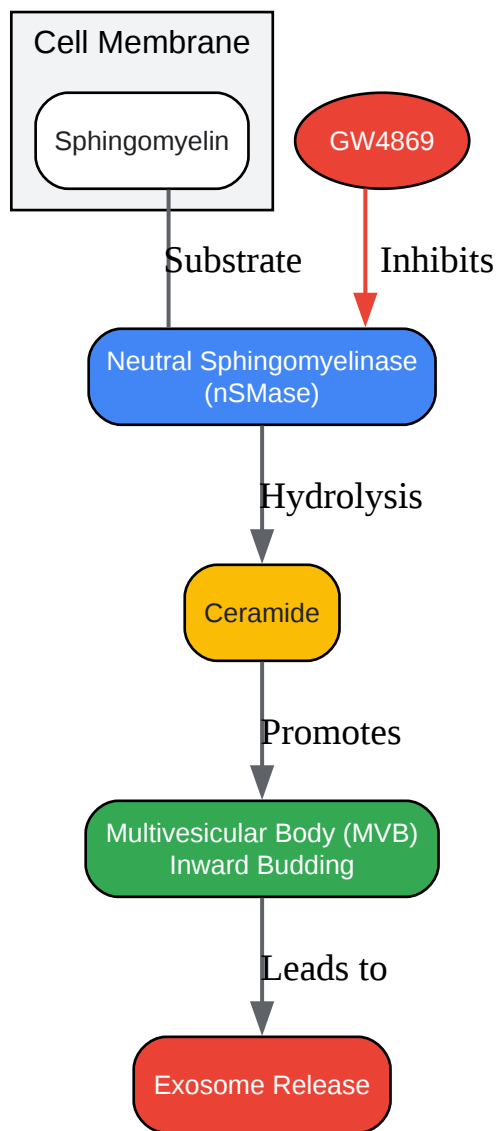 Cell Membrane
Sphingomyelin
GW4869
Substrate
Inhibits
Neutral Sphingomyelinase
(nSMase)
Hydrolysis
Ceramide
Promotes
Multivesicular Body (MVB)
Inward Budding
Leads to
Exosome Release